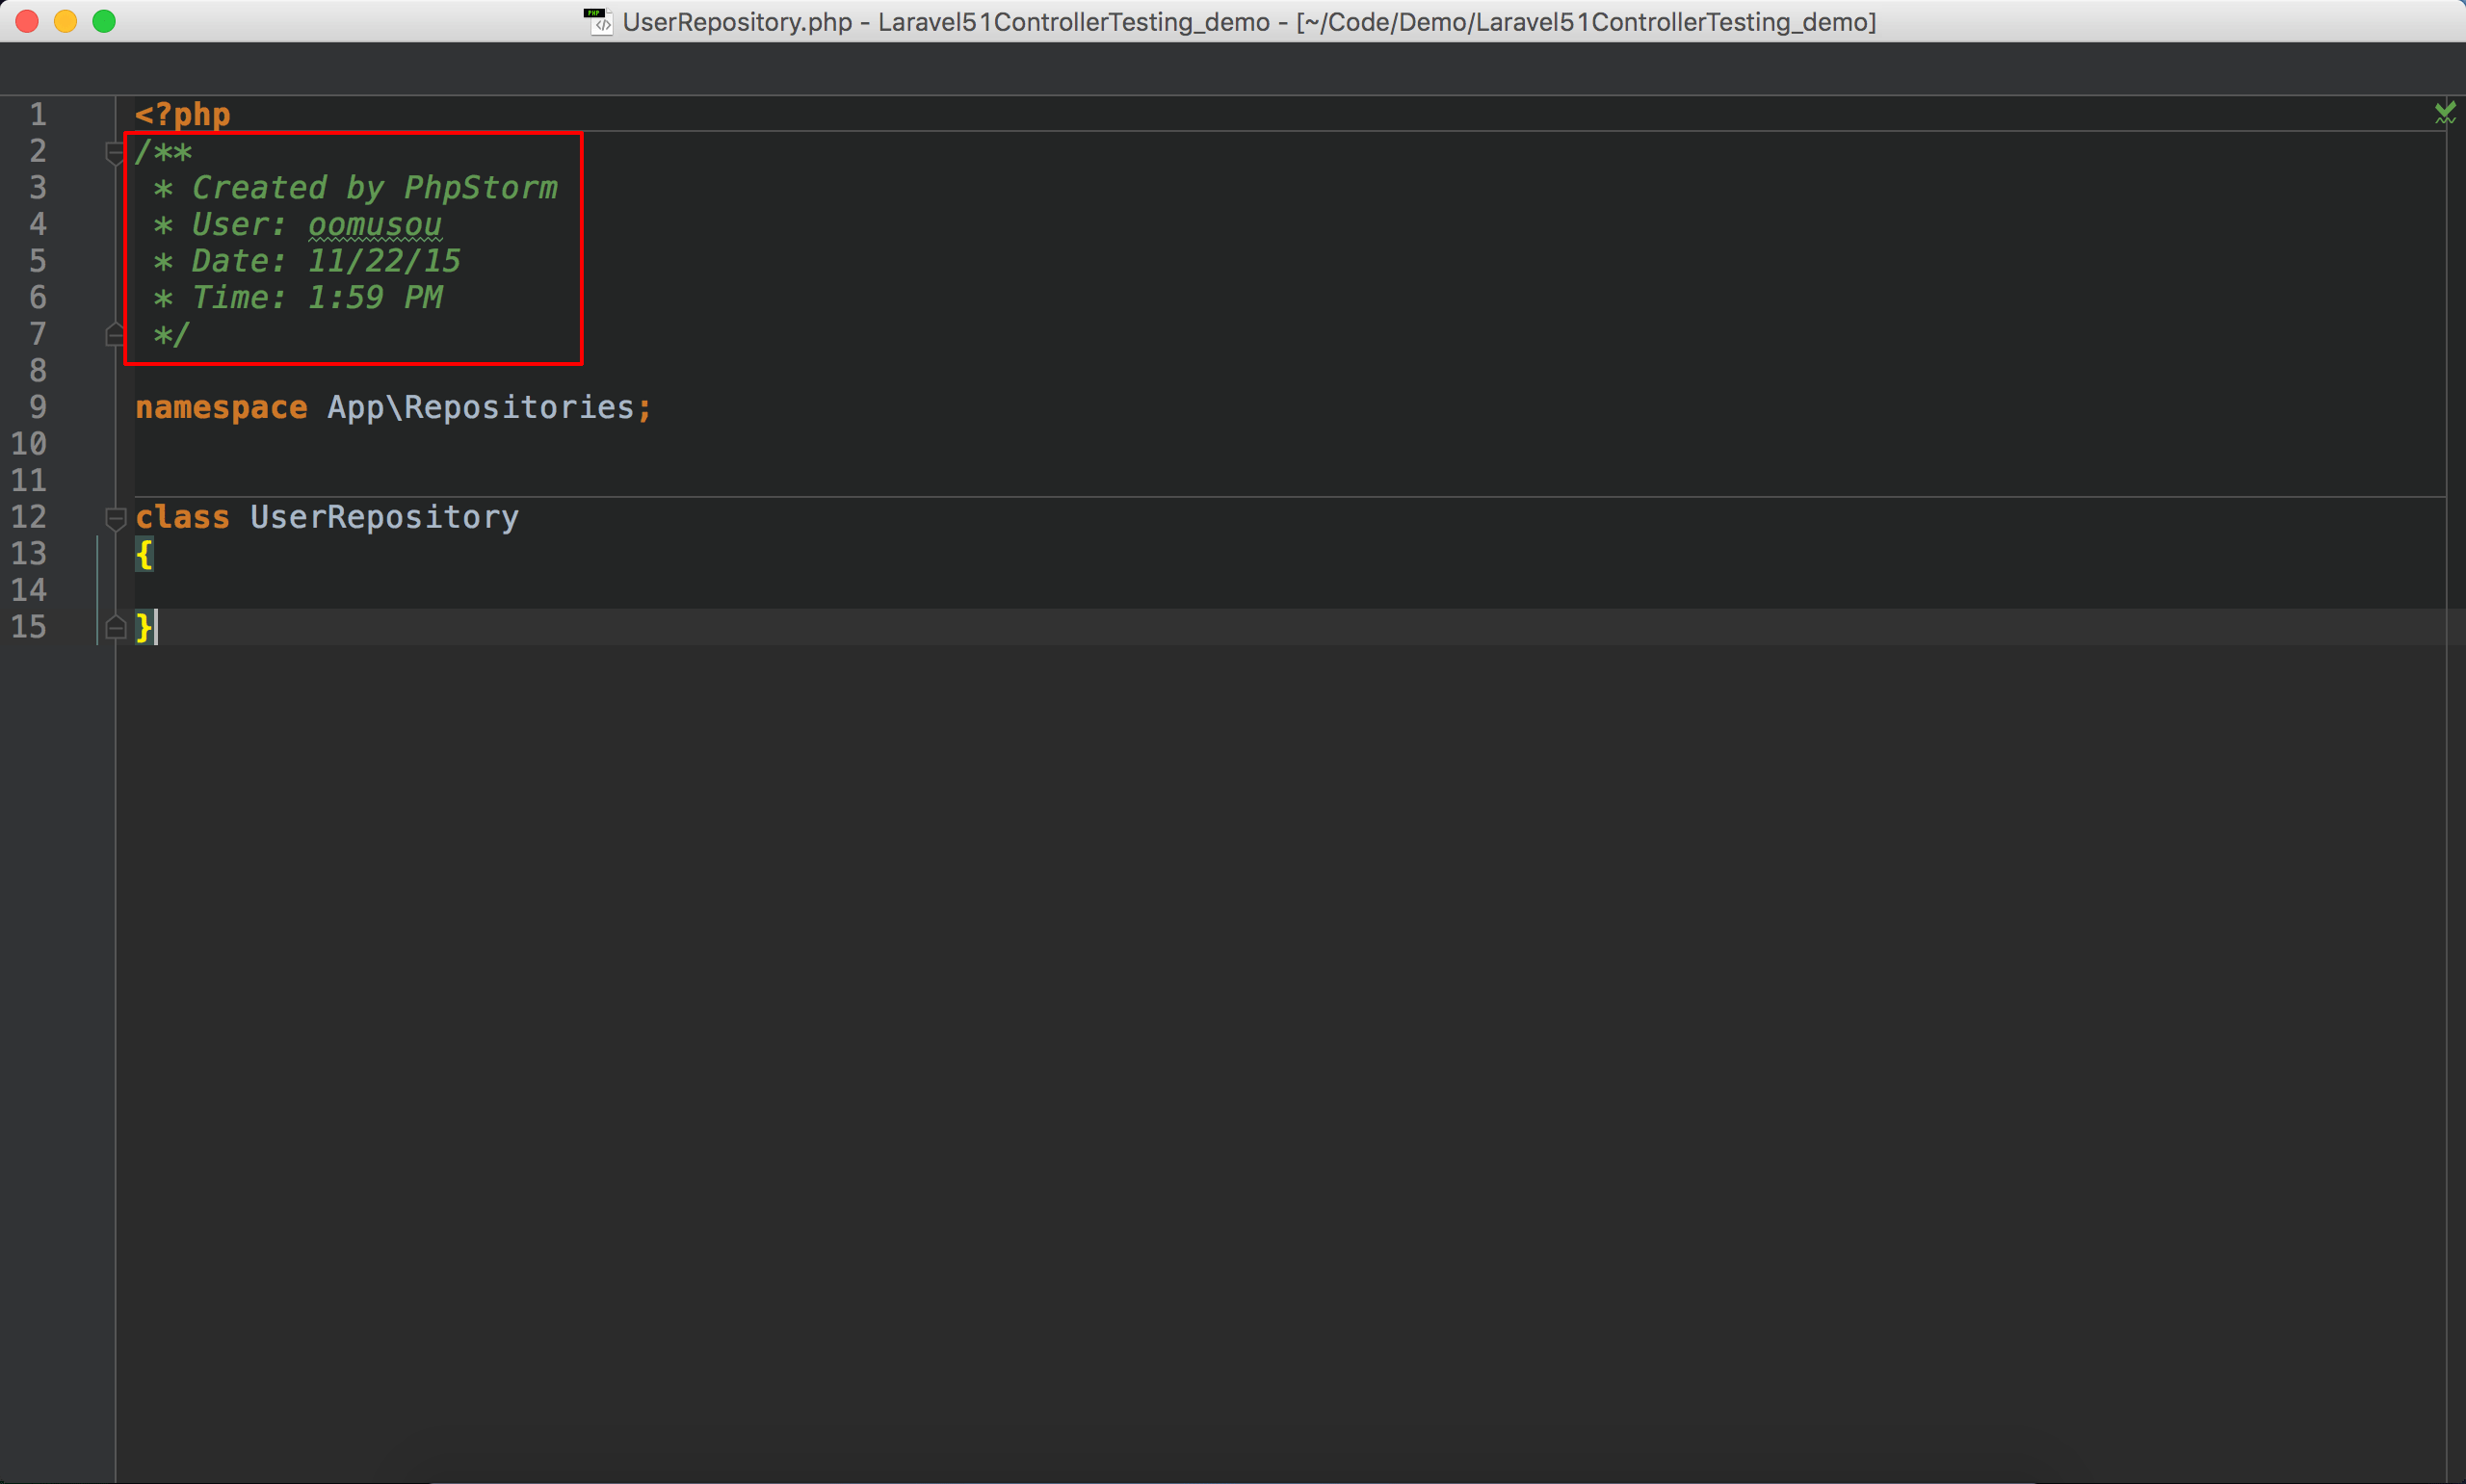 UserRepository.php - Laravel51ControllerTesting_demo - [~/Code/Demo/Laravel51ControllerTesting_demo]
1 <?php
2 /**
3  * Created by PhpStorm
4  * User: oomusou
5  * Date: 11/22/15
6  * Time: 1:59 PM
7  */
8
9 namespace App\Repositories;
10
11
12 class UserRepository
13 {
14
15 }